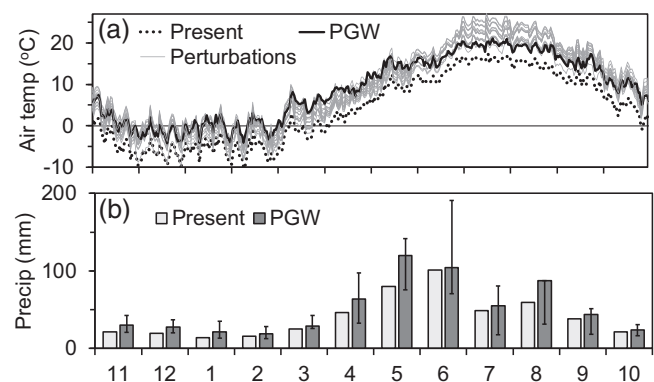 (a) Present PGW
Perturbations
Air temp (°C)
20
10
0
-10
(b) Present PGW
Precip (mm)
200
100
0
11 12 1 2 3 4 5 6 7 8 9 10